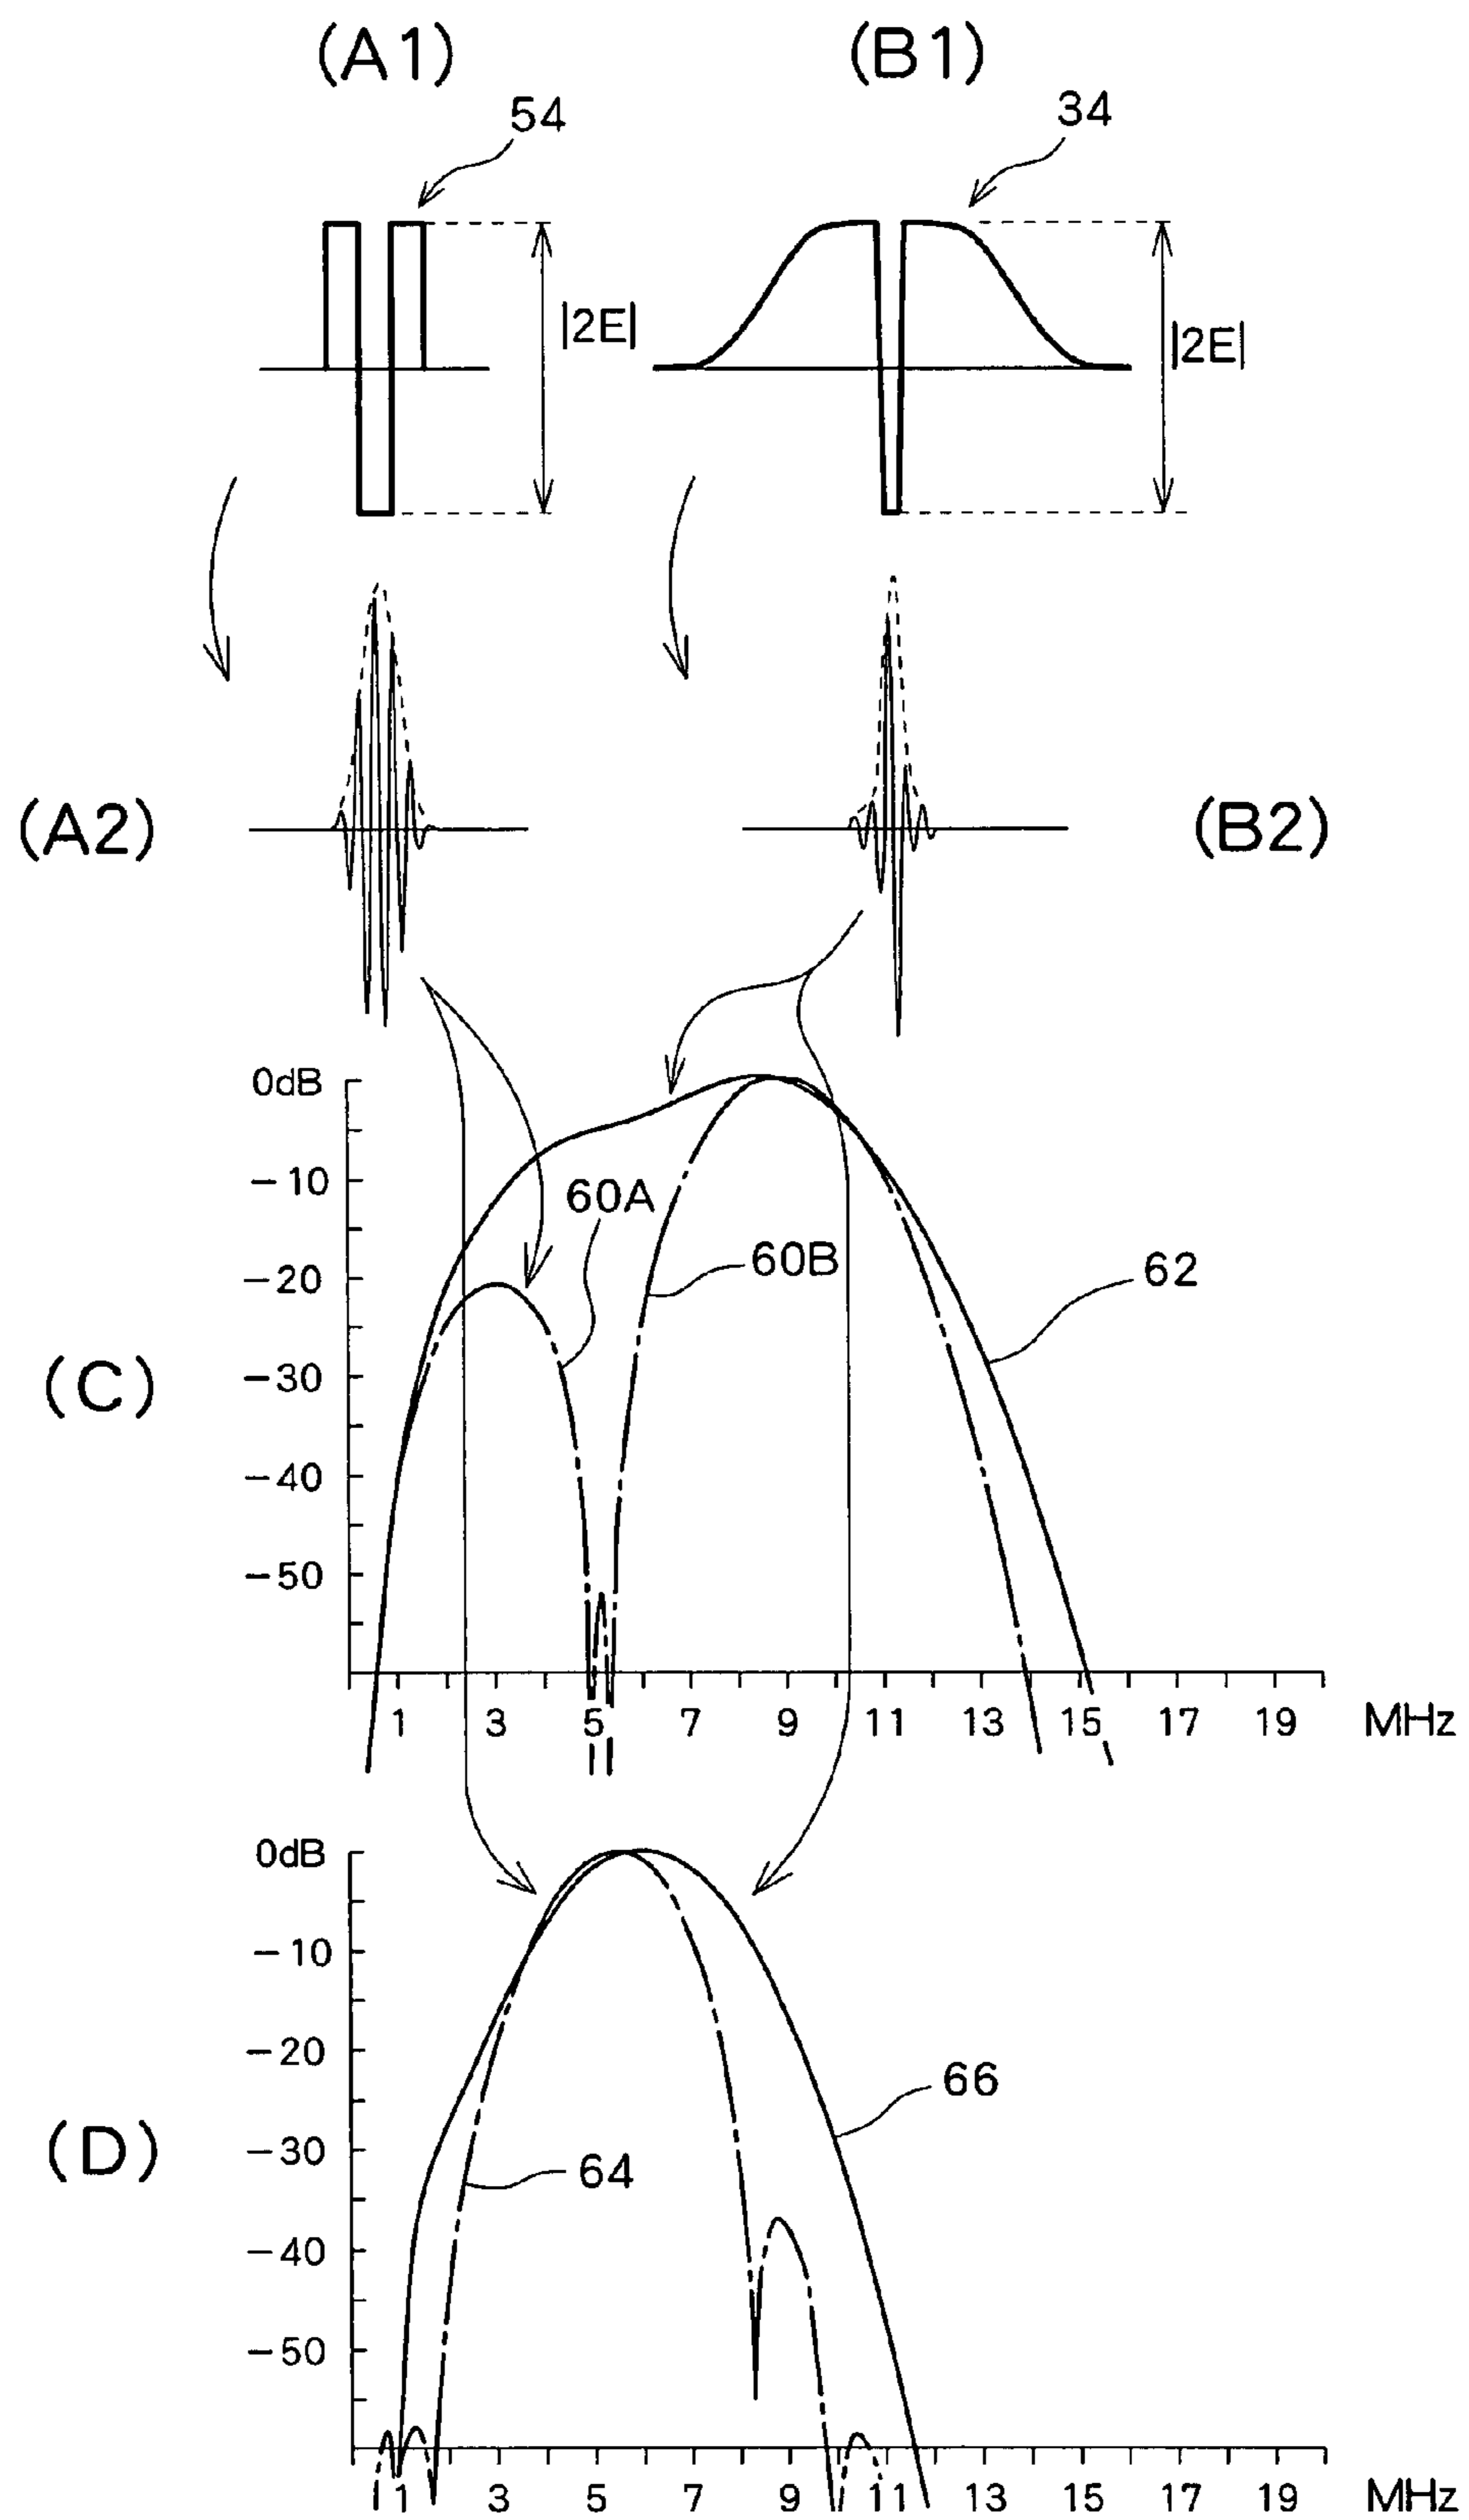 (A1) (B1)
54 34
|2E| |2E|
(A2) (B2)
(C)
0dB
−10
−20
−30
−40
−50
60A
60B
62
1 3 5 7 9 11 13 15 17 19 MHz
(D)
0dB
−10
−20
−30
−40
−50
66
64
1 3 5 7 9 11 13 15 17 19 MHz